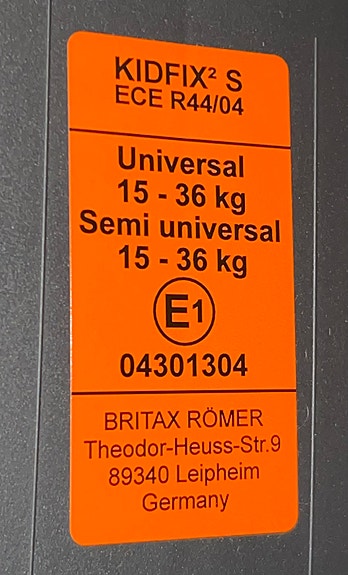 KIDFIX² S
ECE R44/04
Universal
15 - 36 kg
Semi universal
15 - 36 kg
E1
04301304
BRITAX RÖMER
Theodor-Heuss-Str.9
89340 Leipheim
Germany